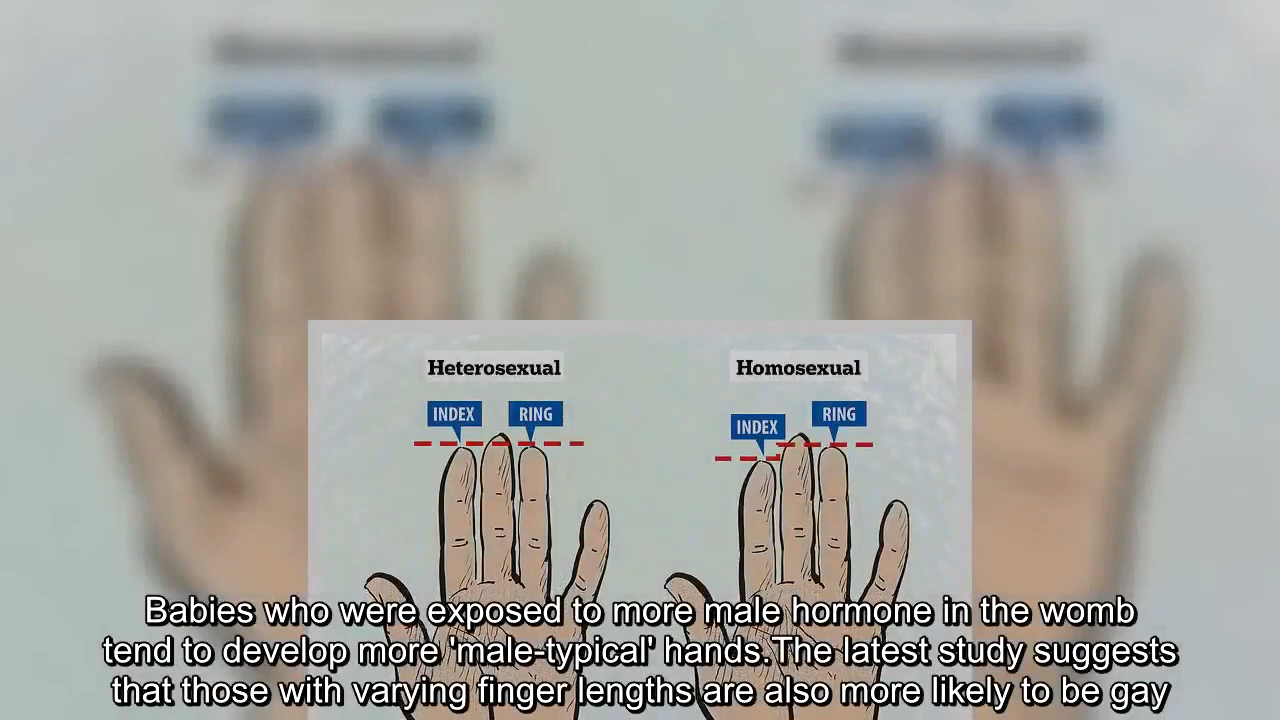 Heterosexual Homosexual
INDEX RING INDEX RING
Babies who were exposed to more male hormone in the womb
tend to develop more 'male-typical' hands.The latest study suggests
that those with varying finger lengths are also more likely to be gay